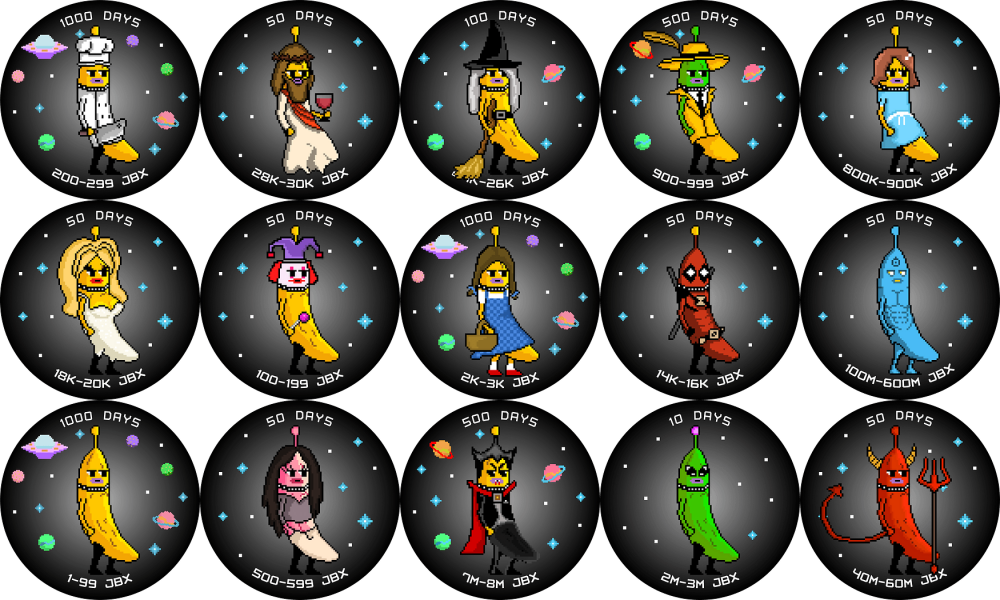 1000 DAYS
200-299 JBX
50 DAYS
28K-30K JBX
100 DAYS
-26K JBX
500 DAYS
900-999 JBX
50 DAYS
800K-900K JBX
50 DAYS
18K-20K JBX
50 DAYS
100-199 JBX
1000 DAYS
2K-3K JBX
50 DAYS
14K-16K JBX
50 DAYS
100M-600M JBX
1000 DAYS
1-99 JBX
50 DAYS
500-599 JBX
500 DAYS
7M-8M JBX
10 DAYS
2M-3M JBX
50 DAYS
40M-60M JBX